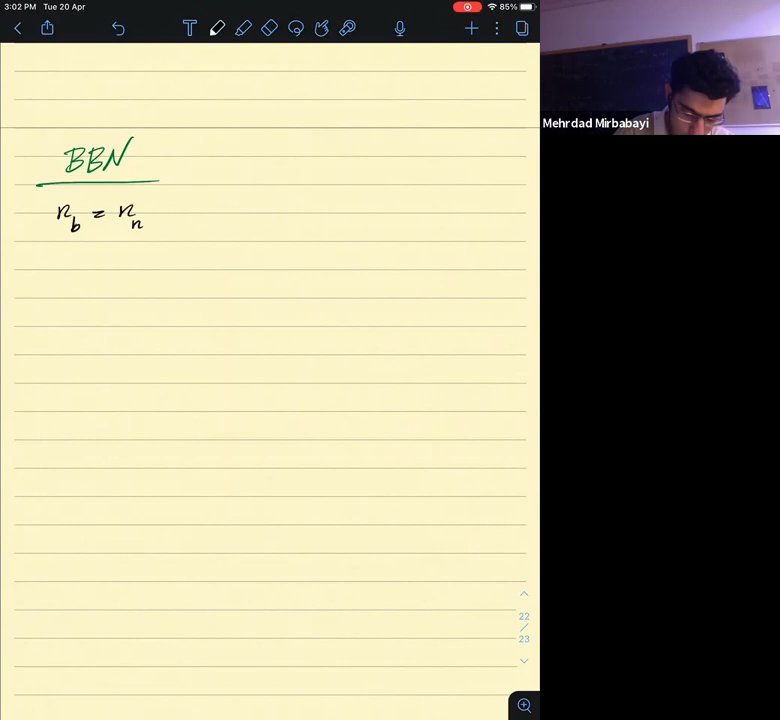 3:02 PM Tue 20 Apr
85%
T
Mehrdad Mirbabayi
BBN
n_b = n_n
22
/
23